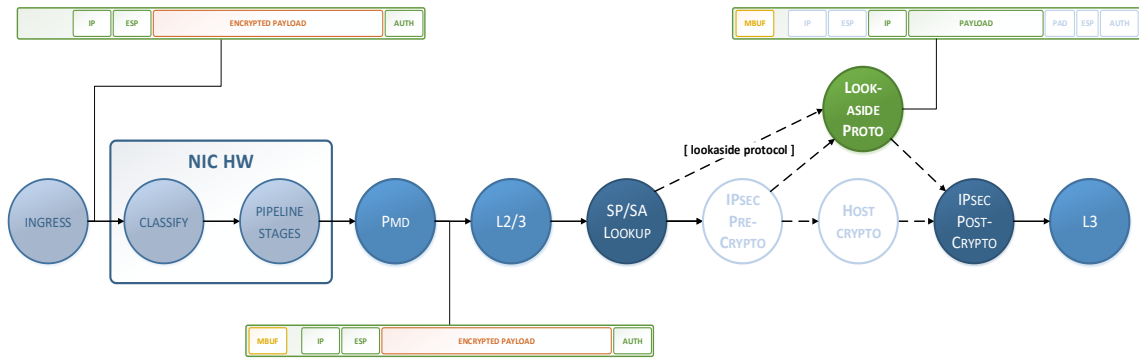 IP ESP ENCRYPTED PAYLOAD AUTH
MBUF IP ESP IP PAYLOAD PAD ESP AUTH
LOOK-
ASIDE
PROTO
[ lookaside protocol ]
NIC HW
INGRESS
CLASSIFY
PIPELINE
STAGES
PMD
L2/3
SP/SA
LOOKUP
IPSEC
PRE-
CRYPTO
HOST
CRYPTO
IPSEC
POST-
CRYPTO
L3
MBUF IP ESP ENCRYPTED PAYLOAD AUTH